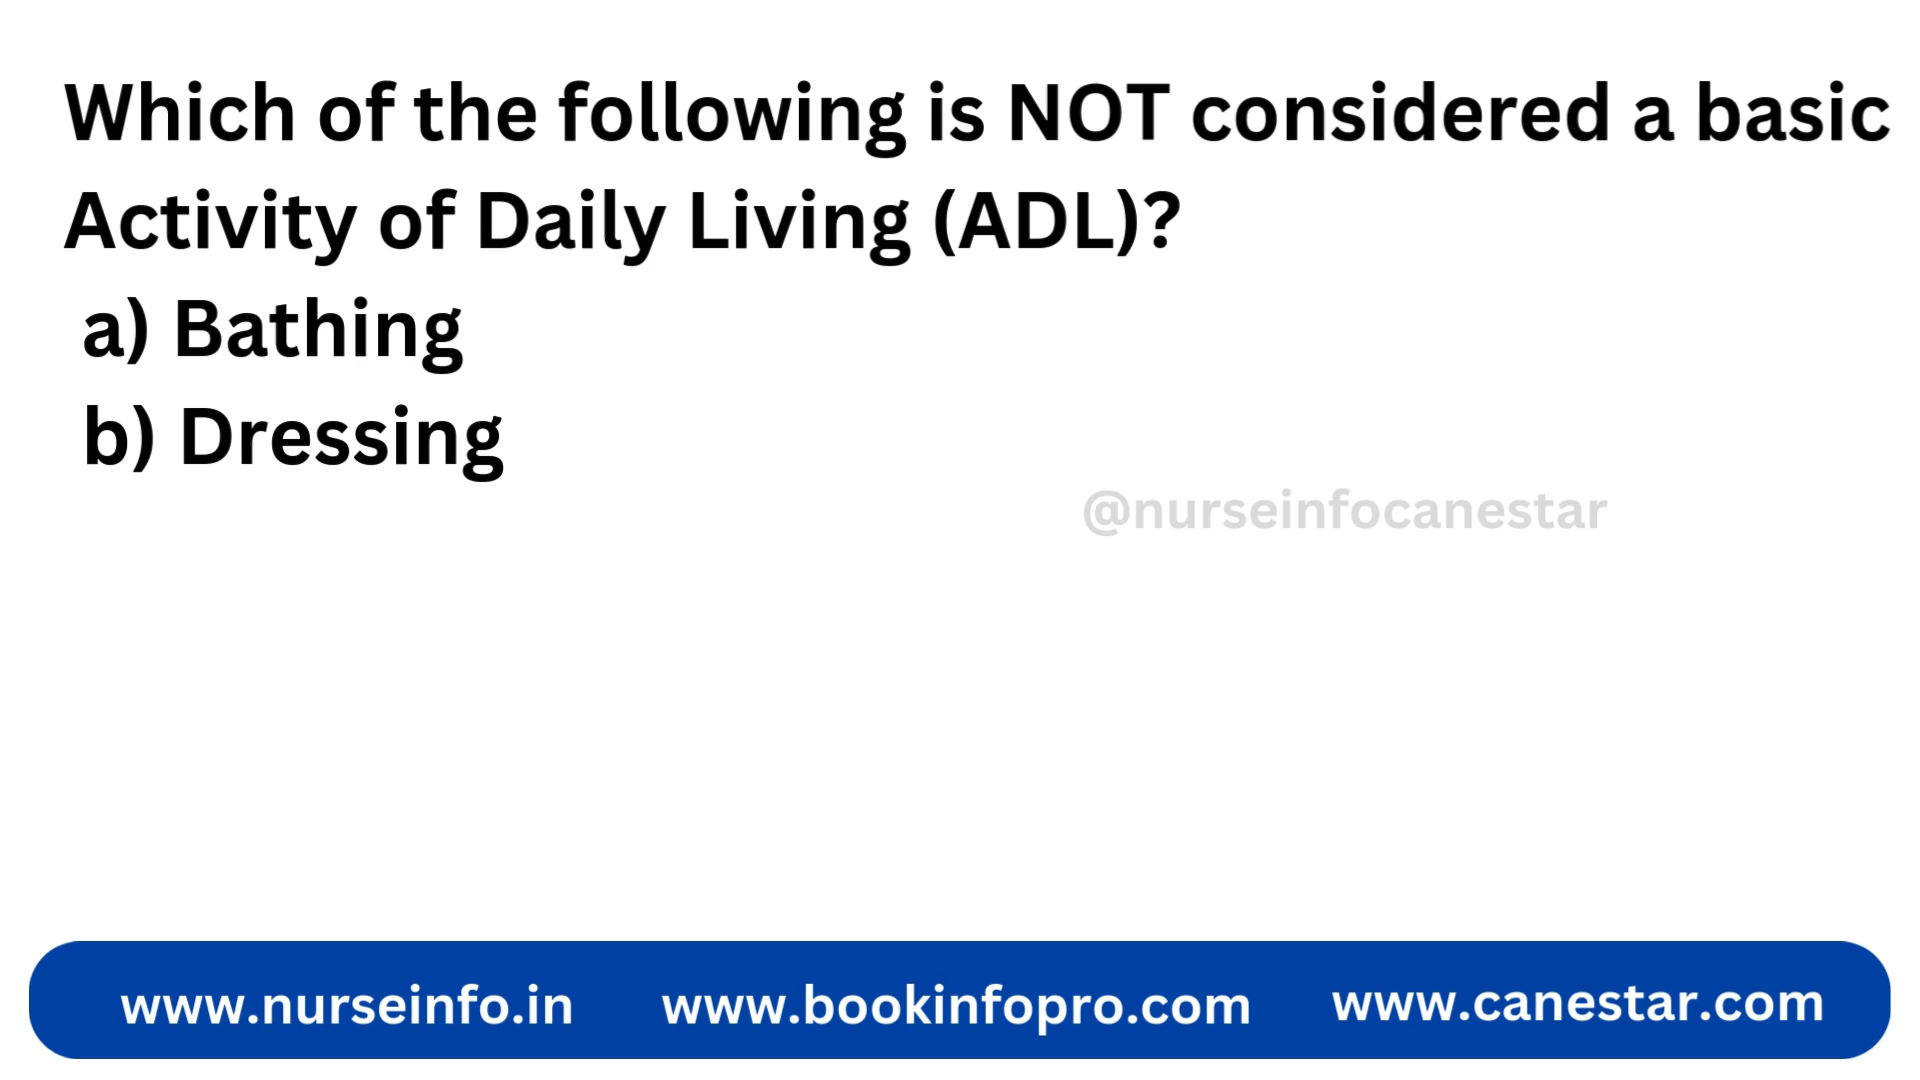 Which of the following is NOT considered a basic
Activity of Daily Living (ADL)?
a) Bathing
b) Dressing
@nurseinfocanestar
www.nurseinfo.in www.bookinfopro.com www.canestar.com